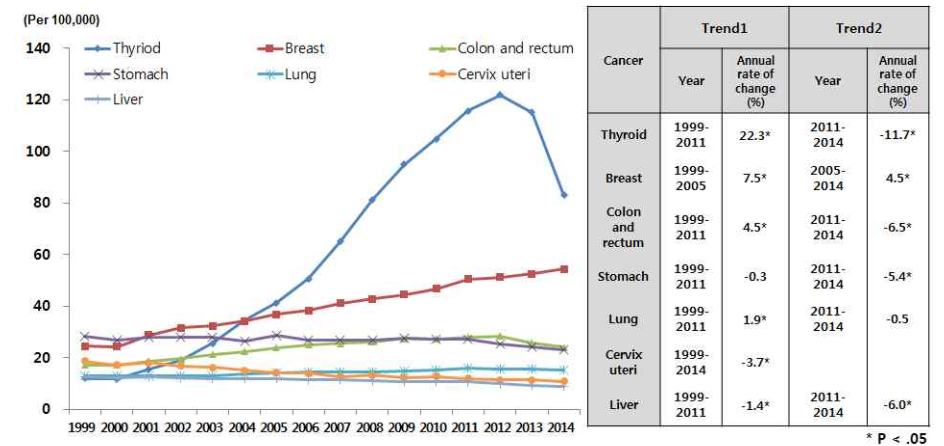 (Per 100,000)
140
120
100
80
60
40
20
0
Thyriod
Breast
Colon and rectum
Stomach
Lung
Cervix uteri
Liver
1999 2000 2001 2002 2003 2004 2005 2006 2007 2008 2009 2010 2011 2012 2013 2014
Cancer
Trend1
Trend2
Year
Annual
rate of
change
(%)
Year
Annual
rate of
change
(%)
Thyroid
1999-
2011
22.3*
2011-
2014
-11.7*
Breast
1999-
2005
7.5*
2005-
2014
4.5*
Colon
and
rectum
1999-
2011
4.5*
2011-
2014
-6.5*
Stomach
1999-
2011
-0.3
2011-
2014
-5.4*
Lung
1999-
2011
1.9*
2011-
2014
-0.5
Cervix
uteri
1999-
2014
-3.7*
Liver
1999-
2011
-1.4*
2011-
2014
-6.0*
* P < .05